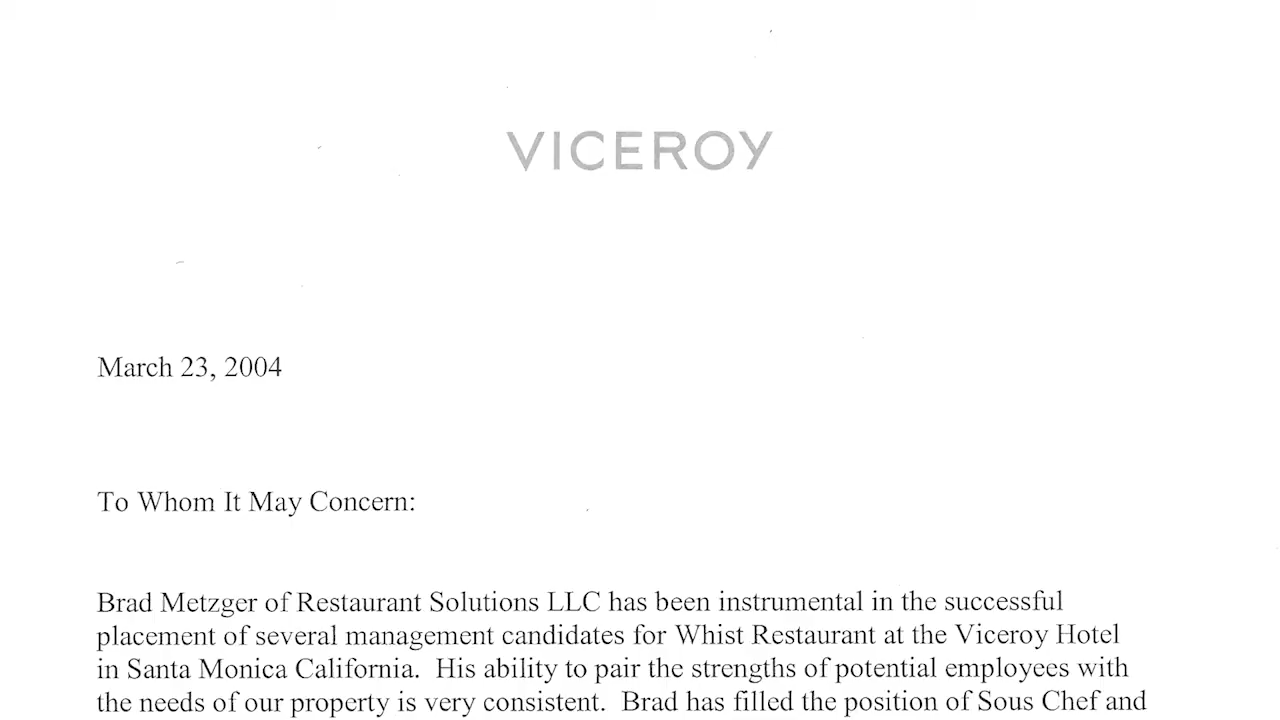 VICEROY
March 23, 2004
To Whom It May Concern:
Brad Metzger of Restaurant Solutions LLC has been instrumental in the successful
placement of several management candidates for Whist Restaurant at the Viceroy Hotel
in Santa Monica California.  His ability to pair the strengths of potential employees with
the needs of our property is very consistent.  Brad has filled the position of Sous Chef and